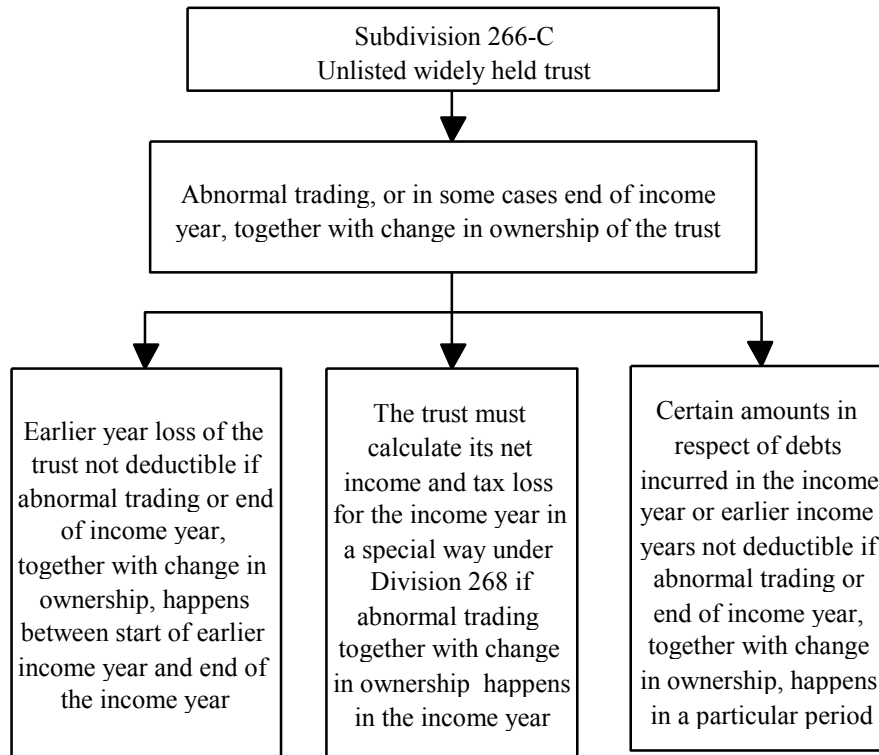 Subdivision 266-C
Unlisted widely held trust
Abnormal trading, or in some cases end of income
year, together with change in ownership of the trust
Earlier year loss of the
trust not deductible if
abnormal trading or end
of income year,
together with change in
ownership, happens
between start of earlier
income year and end of
the income year
The trust must
calculate its net
income and tax loss
for the income year in
a special way under
Division 268 if
abnormal trading
together with change
in ownership happens
in the income year
Certain amounts in
respect of debts
incurred in the income
year or earlier income
years not deductible if
abnormal trading or
end of income year,
together with change
in ownership, happens
in a particular period